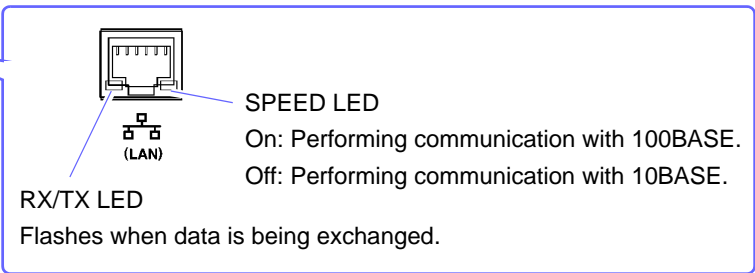 (LAN)
SPEED LED
On: Performing communication with 100BASE.
Off: Performing communication with 10BASE.
RX/TX LED
Flashes when data is being exchanged.